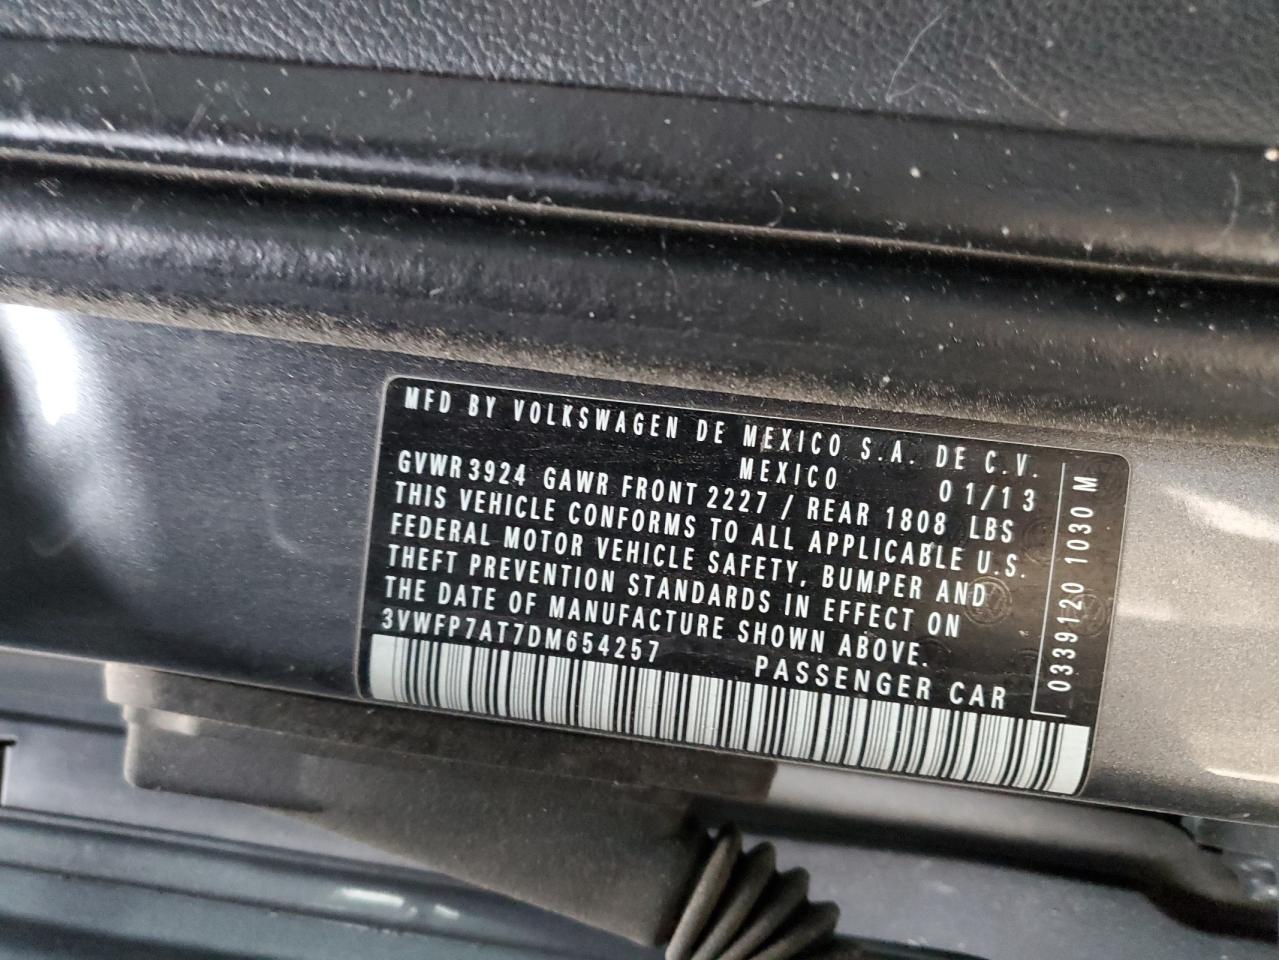 MFD BY VOLKSWAGEN DE MEXICO S.A. DE C.V.
MEXICO 01/13
GVWR 3924 GAWR FRONT 2227 / REAR 1808 LBS
THIS VEHICLE CONFORMS TO ALL APPLICABLE U.S.
FEDERAL MOTOR VEHICLE SAFETY, BUMPER AND
THEFT PREVENTION STANDARDS IN EFFECT ON
THE DATE OF MANUFACTURE SHOWN ABOVE.
3VWFP7AT7DM654257 PASSENGER CAR
0339120 1030 M